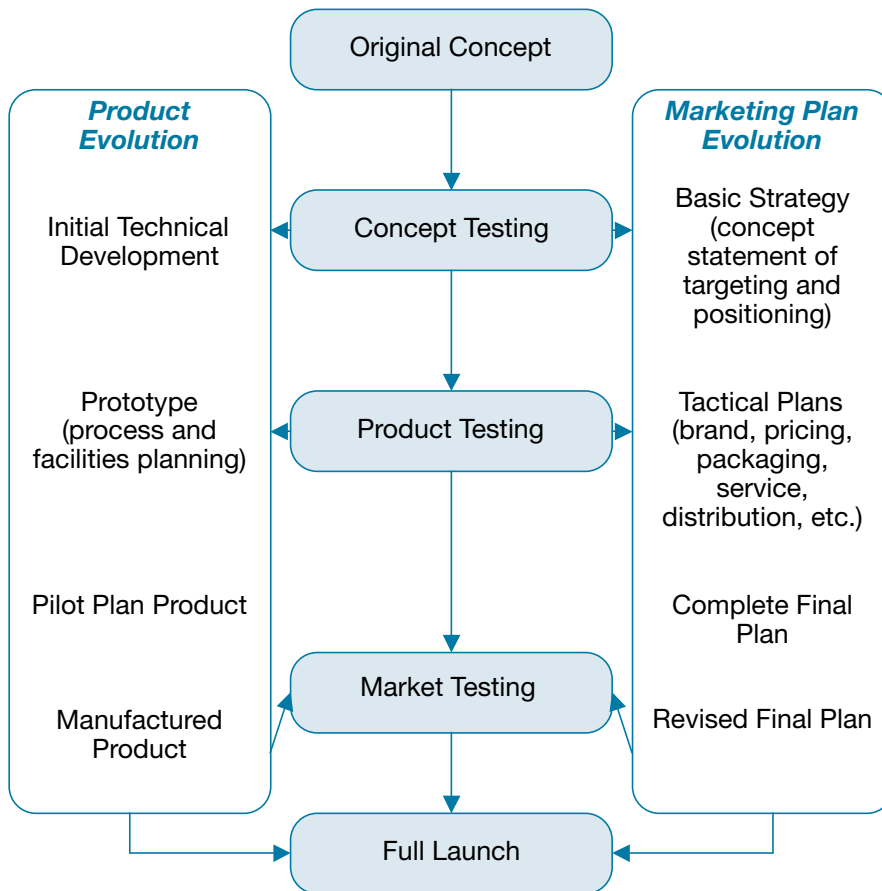 Original Concept
Product
Evolution
Initial Technical
Development
Prototype
(process and
facilities planning)
Pilot Plan Product
Manufactured
Product
Concept Testing
Product Testing
Market Testing
Full Launch
Marketing Plan
Evolution
Basic Strategy
(concept
statement of
targeting and
positioning)
Tactical Plans
(brand, pricing,
packaging,
service,
distribution, etc.)
Complete Final
Plan
Revised Final Plan